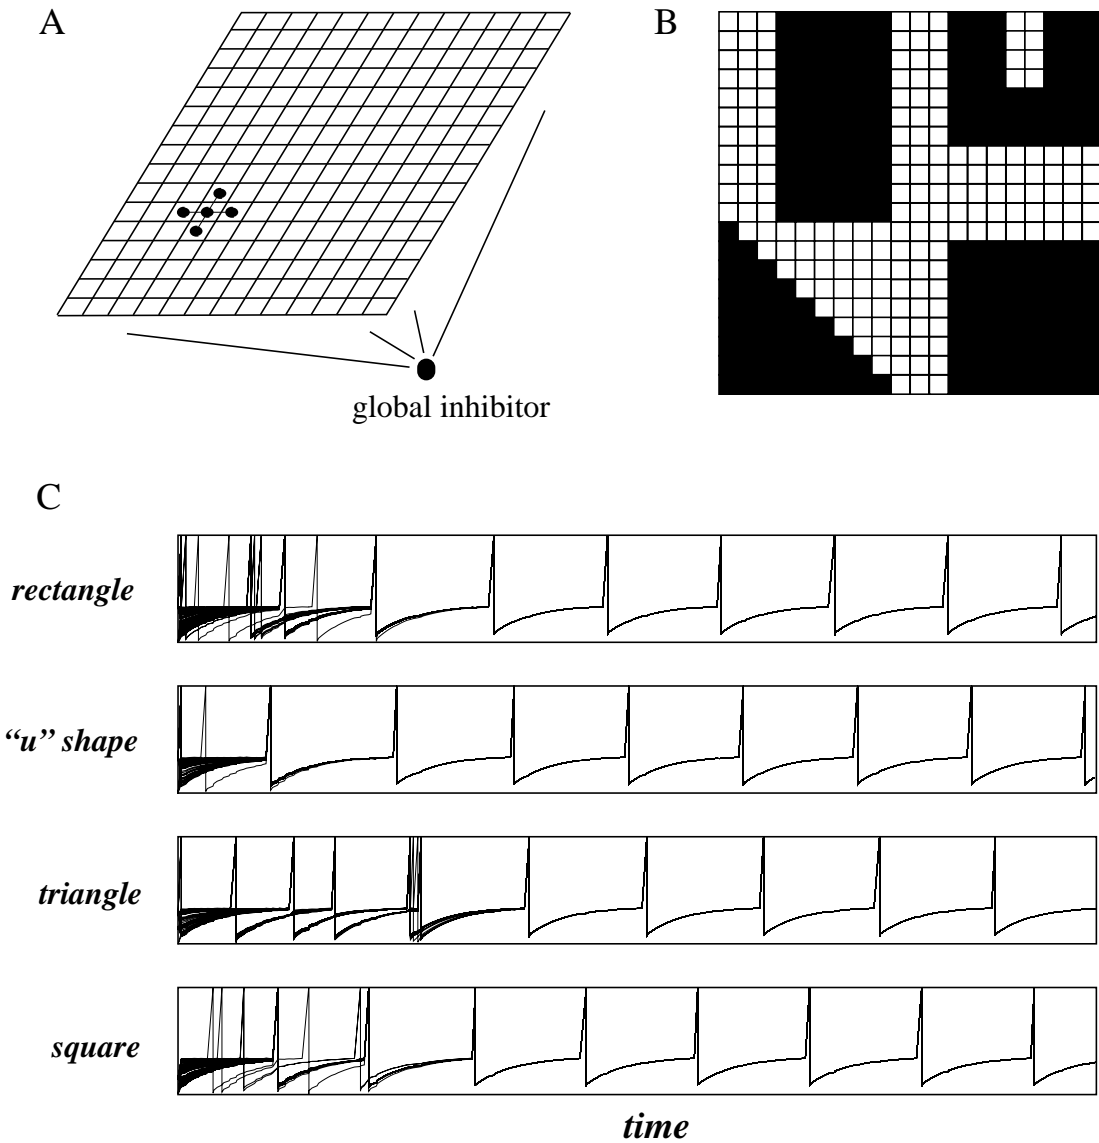 A
B
global inhibitor
C
rectangle
“u” shape
triangle
square
time